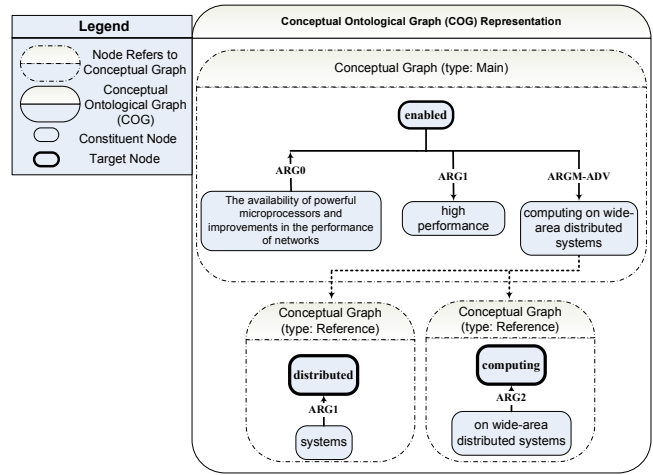 Legend
Node Refers to
Conceptual Graph
Conceptual
Ontological Graph
(COG)
Constituent Node
Target Node
Conceptual Ontological Graph (COG) Representation
Conceptual Graph (type: Main)
enabled
ARG0
ARG1
ARGM-ADV
The availability of powerful
microprocessors and
improvements in the performance
of networks
high
performance
computing on wide-
area distributed
systems
Conceptual Graph
(type: Reference)
distributed
ARG1
systems
Conceptual Graph
(type: Reference)
computing
ARG2
on wide-area
distributed systems